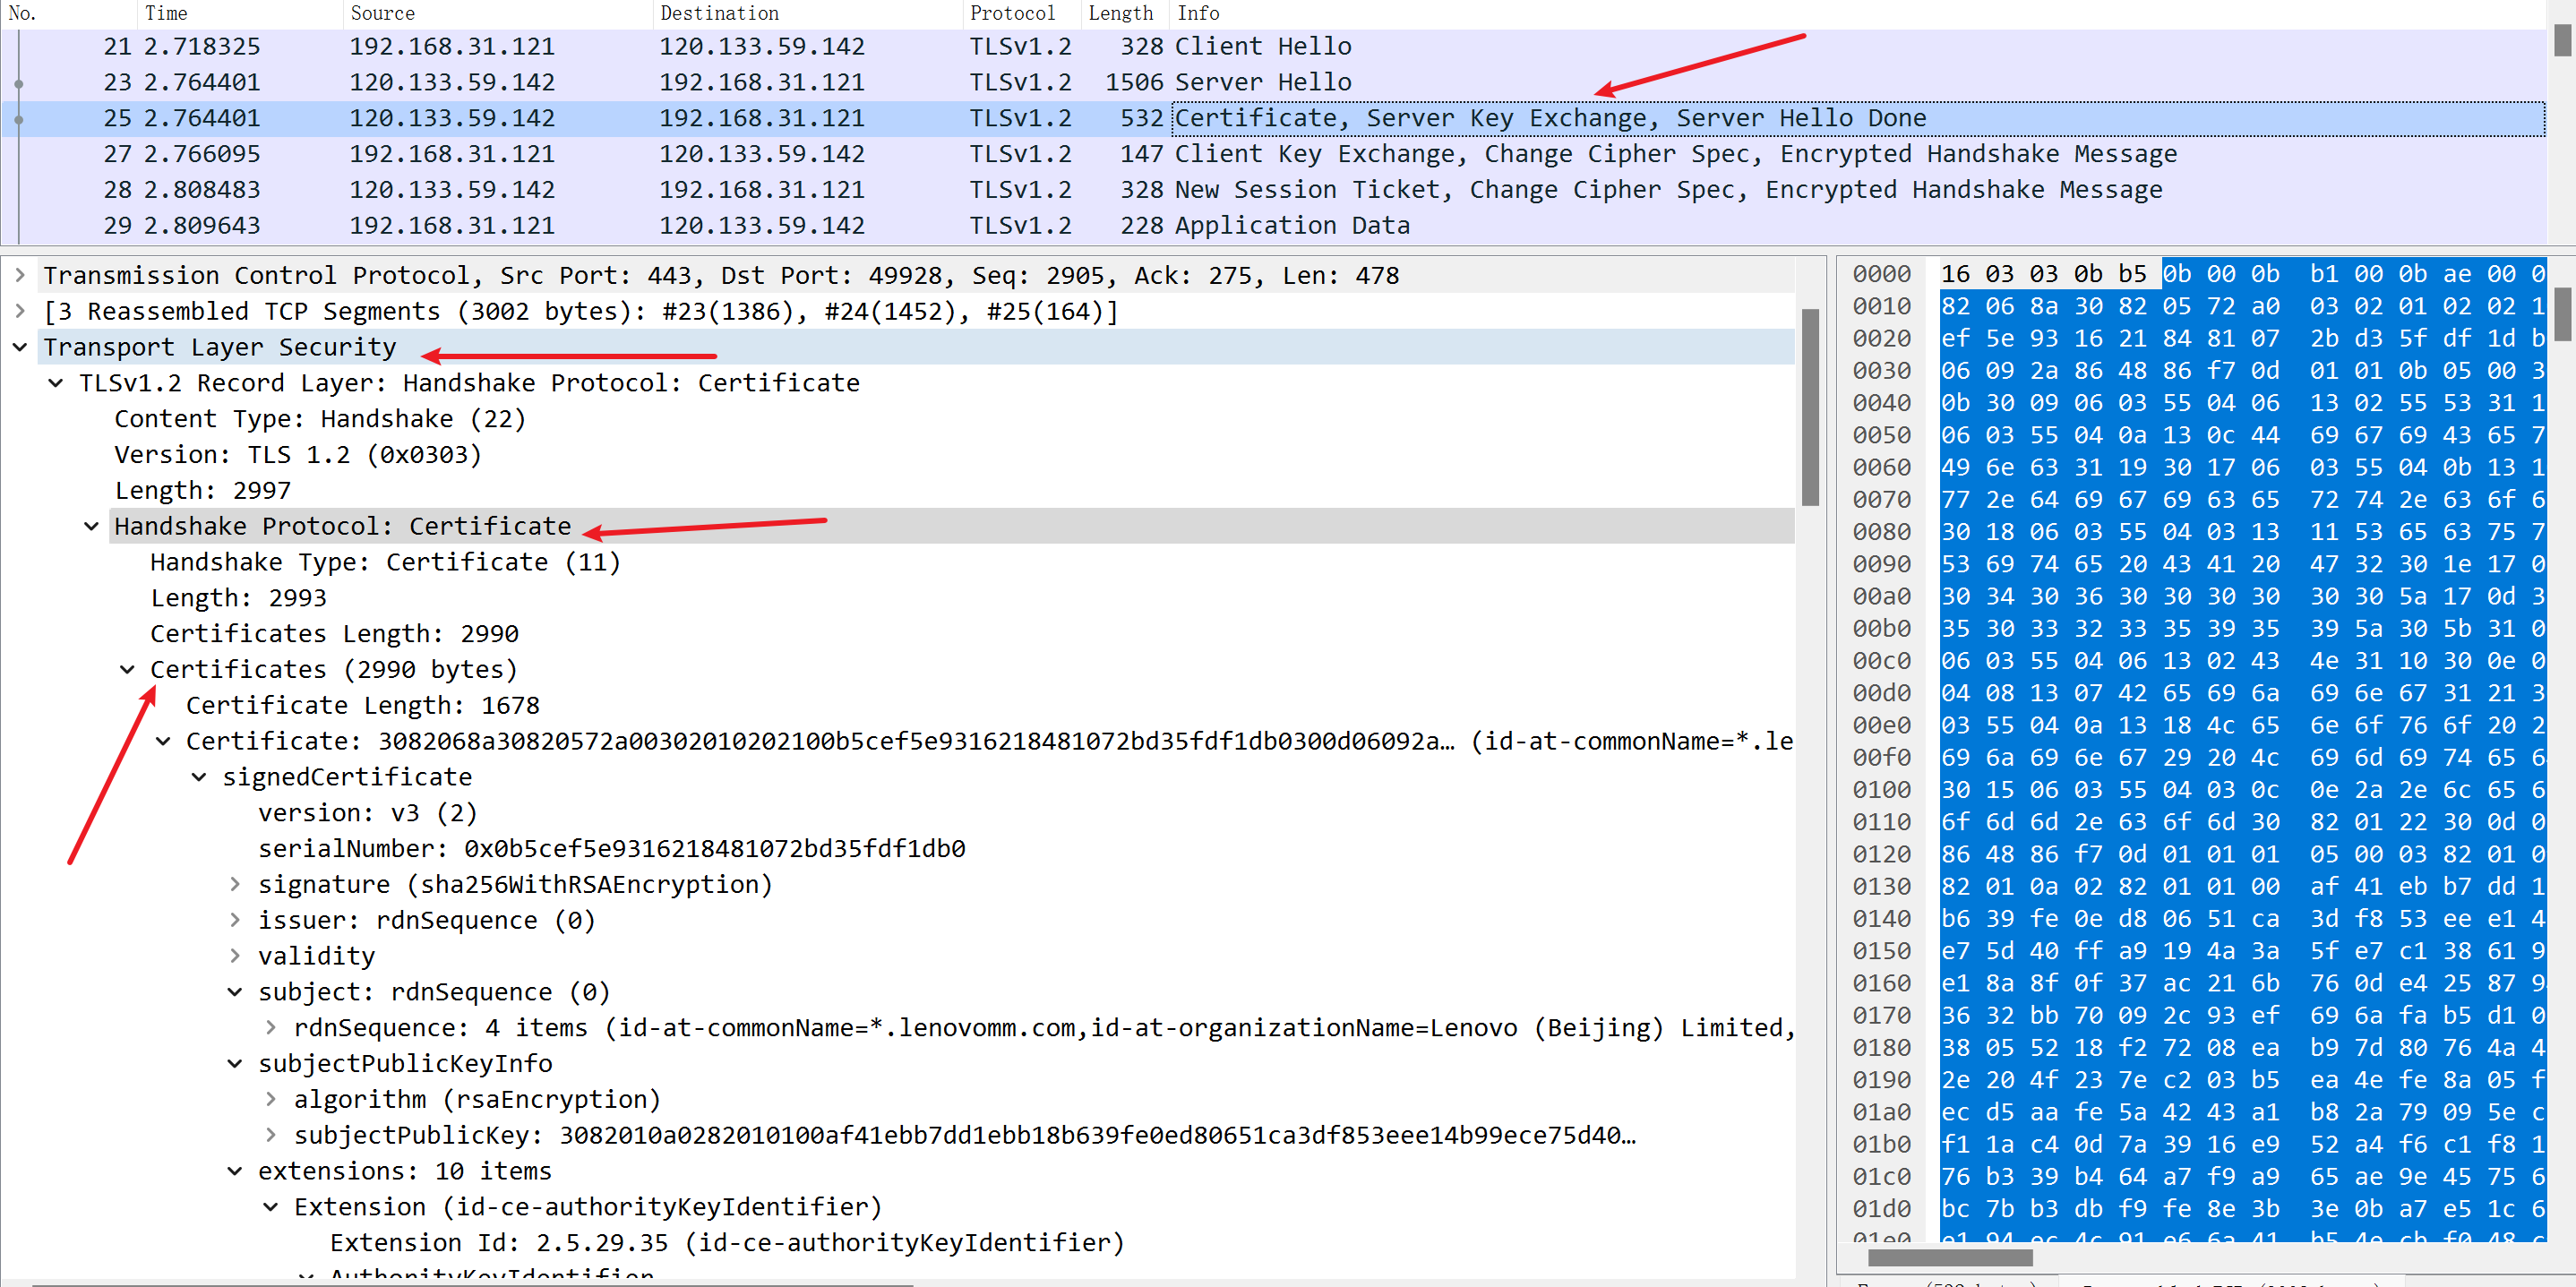 No. Time Source Destination Protocol Length Info
21 2.718325 192.168.31.121 120.133.59.142 TLSv1.2 328 Client Hello
23 2.764401 120.133.59.142 192.168.31.121 TLSv1.2 1506 Server Hello
25 2.764401 120.133.59.142 192.168.31.121 TLSv1.2 532 Certificate, Server Key Exchange, Server Hello Done
27 2.766095 192.168.31.121 120.133.59.142 TLSv1.2 147 Client Key Exchange, Change Cipher Spec, Encrypted Handshake Message
28 2.808483 120.133.59.142 192.168.31.121 TLSv1.2 328 New Session Ticket, Change Cipher Spec, Encrypted Handshake Message
29 2.809643 192.168.31.121 120.133.59.142 TLSv1.2 228 Application Data
Transmission Control Protocol, Src Port: 443, Dst Port: 49928, Seq: 2905, Ack: 275, Len: 478
[3 Reassembled TCP Segments (3002 bytes): #23(1386), #24(1452), #25(164)]
Transport Layer Security
TLSv1.2 Record Layer: Handshake Protocol: Certificate
Content Type: Handshake (22)
Version: TLS 1.2 (0x0303)
Length: 2997
Handshake Protocol: Certificate
Handshake Type: Certificate (11)
Length: 2993
Certificates Length: 2990
Certificates (2990 bytes)
Certificate Length: 1678
Certificate: 3082068a30820572a00302010202100b5cef5e9316218481072bd35fdf1db0300d06092a… (id-at-commonName=*.le
signedCertificate
version: v3 (2)
serialNumber: 0x0b5cef5e9316218481072bd35fdf1db0
signature (sha256WithRSAEncryption)
issuer: rdnSequence (0)
validity
subject: rdnSequence (0)
rdnSequence: 4 items (id-at-commonName=*.lenovomm.com,id-at-organizationName=Lenovo (Beijing) Limited,
subjectPublicKeyInfo
algorithm (rsaEncryption)
subjectPublicKey: 3082010a0282010100af41ebb7dd1ebb18b639fe0ed80651ca3df853eee14b99ece75d40…
extensions: 10 items
Extension (id-ce-authorityKeyIdentifier)
Extension Id: 2.5.29.35 (id-ce-authorityKeyIdentifier)
AuthorityKeyIdentifier
0000 16 03 03 0b b5 0b 00 0b b1 00 0b ae 00 0
0010 82 06 8a 30 82 05 72 a0 03 02 01 02 02 1
0020 ef 5e 93 16 21 84 81 07 2b d3 5f df 1d b
0030 06 09 2a 86 48 86 f7 0d 01 01 0b 05 00 3
0040 0b 30 09 06 03 55 04 06 13 02 55 53 31 1
0050 06 03 55 04 0a 13 0c 44 69 67 69 43 65 7
0060 49 6e 63 31 19 30 17 06 03 55 04 0b 13 1
0070 77 2e 64 69 67 69 63 65 72 74 2e 63 6f 6
0080 30 18 06 03 55 04 03 13 11 53 65 63 75 7
0090 53 69 74 65 20 43 41 20 47 32 30 1e 17 0
00a0 30 34 30 36 30 30 30 30 30 30 5a 17 0d 3
00b0 35 30 33 32 33 35 39 35 39 5a 30 5b 31 0
00c0 06 03 55 04 06 13 02 43 4e 31 10 30 0e 0
00d0 04 08 13 07 42 65 69 6a 69 6e 67 31 21 3
00e0 03 55 04 0a 13 18 4c 65 6e 6f 76 6f 20 2
00f0 69 6a 69 6e 67 29 20 4c 69 6d 69 74 65 6
0100 30 15 06 03 55 04 03 0c 0e 2a 2e 6c 65 6
0110 6f 6d 6d 2e 63 6f 6d 30 82 01 22 30 0d 0
0120 86 48 86 f7 0d 01 01 01 05 00 03 82 01 0
0130 82 01 0a 02 82 01 01 00 af 41 eb b7 dd 1
0140 b6 39 fe 0e d8 06 51 ca 3d f8 53 ee e1 4
0150 e7 5d 40 ff a9 19 4a 3a 5f e7 c1 38 61 9
0160 e1 8a 8f 0f 37 ac 21 6b 76 0d e4 25 87 9
0170 36 32 bb 70 09 2c 93 ef 69 6a fa b5 d1 0
0180 38 05 52 18 f2 72 08 ea b9 7d 80 76 4a 4
0190 2e 20 4f 23 7e c2 03 b5 ea 4e fe 8a 05 f
01a0 ec d5 aa fe 5a 42 43 a1 b8 2a 79 09 5e c
01b0 f1 1a c4 0d 7a 39 16 e9 52 a4 f6 c1 f8 1
01c0 76 b3 39 b4 64 a7 f9 a9 65 ae 9e 45 75 6
01d0 bc 7b b3 db f9 fe 8e 3b 3e 0b a7 e5 1c 6
01e0 e1 94 ec 4c 91 e6 6a 41 b5 4e cb f0 48 c